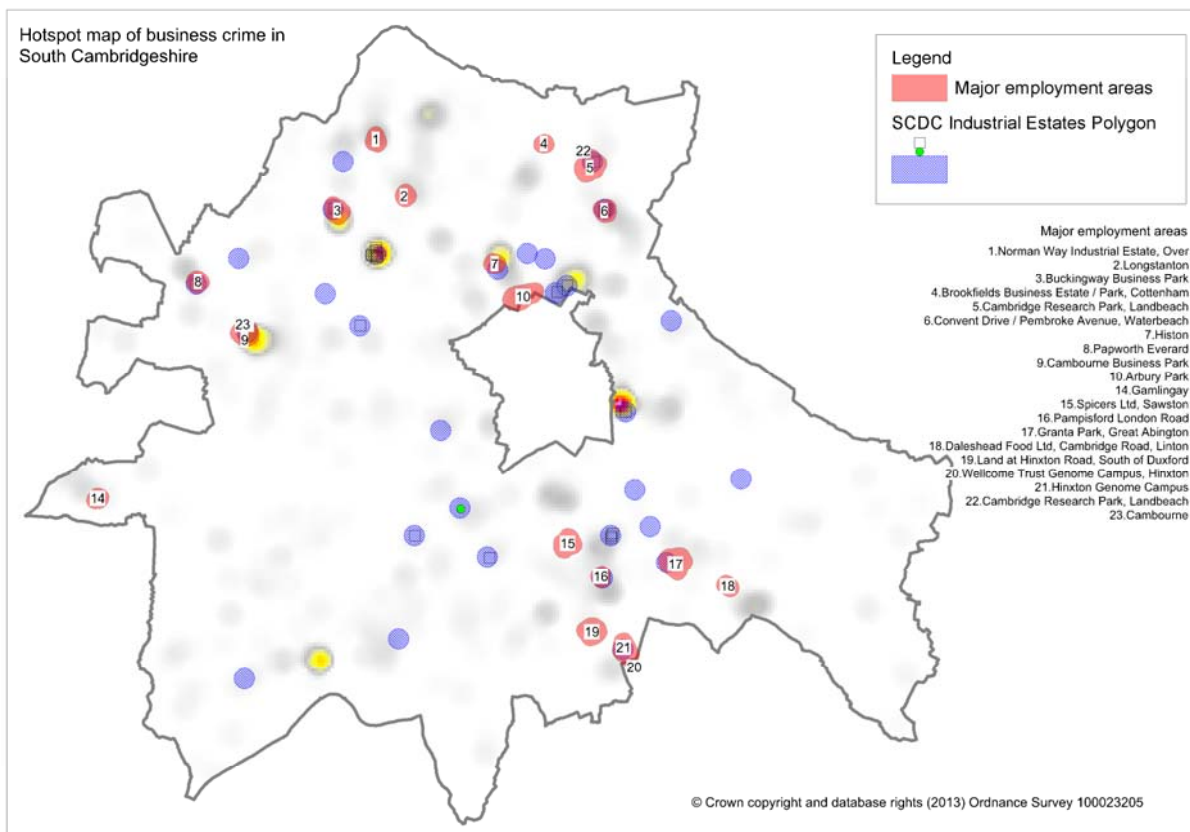 Hotspot map of business crime in
South Cambridgeshire
Legend
Major employment areas
SCDC Industrial Estates Polygon
Major employment areas
1.Norman Way Industrial Estate, Over
2.Longstanton
3.Buckingway Business Park
4.Brookfields Business Estate / Park, Cottenham
5.Cambridge Research Park, Landbeach
6.Convent Drive / Pembroke Avenue, Waterbeach
7.Histon
8.Papworth Everard
9.Cambourne Business Park
10.Arbury Park
14.Gamlingay
15.Spicers Ltd, Sawston
16.Pampisford London Road
17.Granta Park, Great Abington
18.Daleshead Food Ltd, Cambridge Road, Linton
19.Land at Hinxton Road, South of Duxford
20.Wellcome Trust Genome Campus, Hinxton
21.Hinxton Genome Campus
22.Cambridge Research Park, Landbeach
23.Cambourne
1
4
22
5
2
3
6
7
8
10
23
9
14
15
17
16
18
19
21
20
© Crown copyright and database rights (2013) Ordnance Survey 100023205